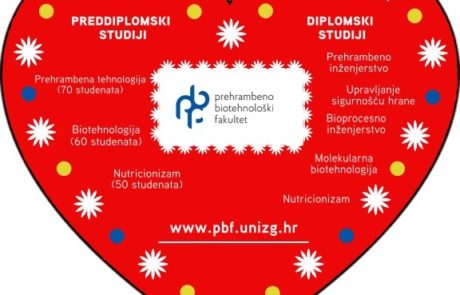 PREDDIPLOMSKI
STUDIJI
Prehrambena tehnologija
(70 studenata)
Biotehnologija
(60 studenata)
Nutricionizam
(50 studenata)
prehrambeno
biotehnološki
fakultet
DIPLOMSKI
STUDIJI
Prehrambeno
inženjerstvo
Upravljanje
sigurnošću hrane
Bioprocesno
inženjerstvo
Molekularna
biotehnologija
Nutricionizam
www.pbf.unizg.hr